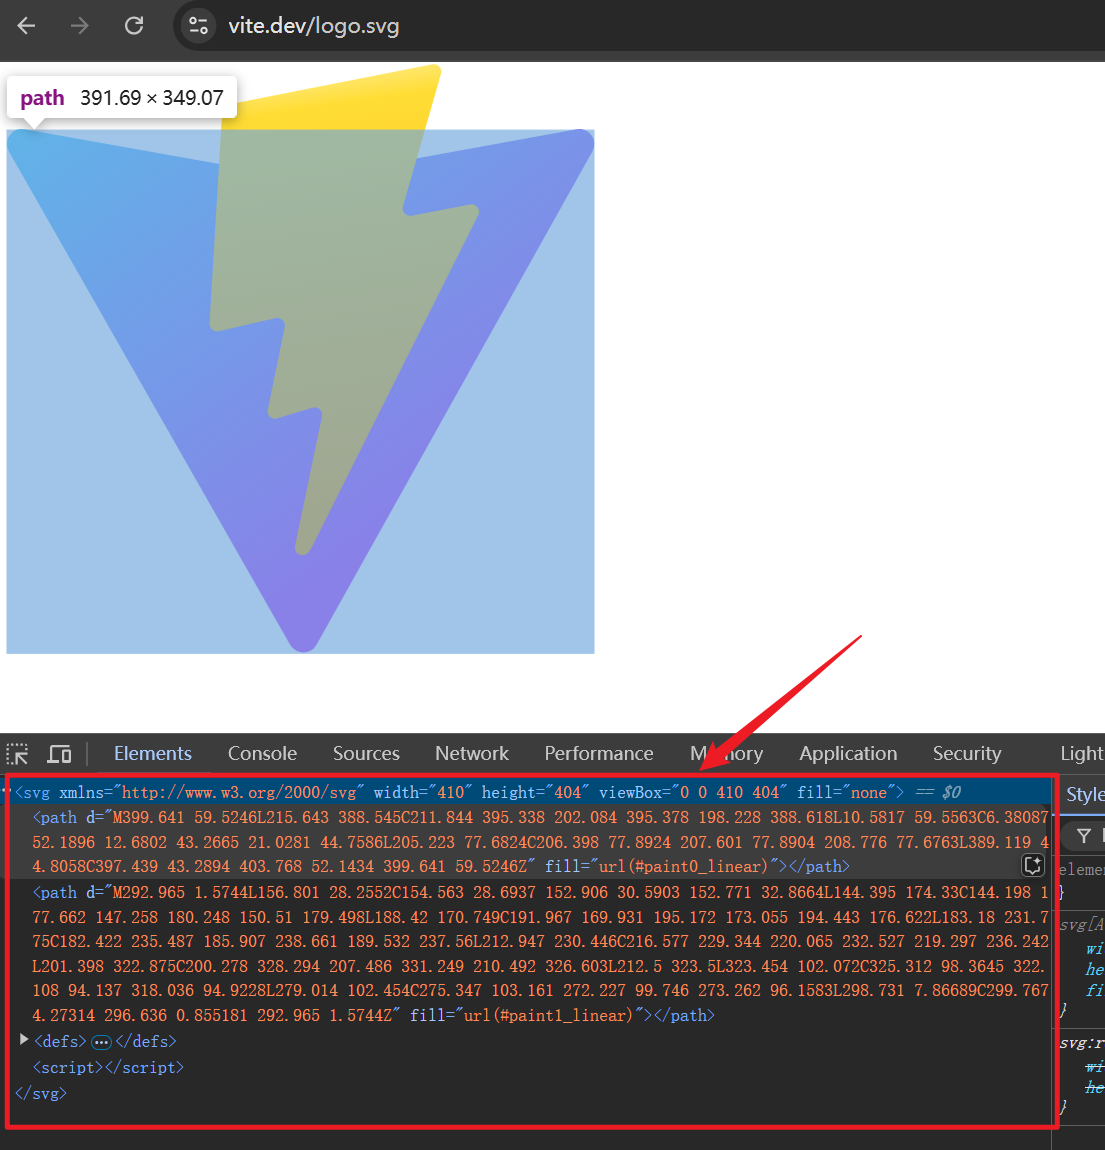 vite.dev/logo.svg
path 391.69 × 349.07
Elements Console Sources Network Performance Memory Application Security Light
<svg xmlns="http://www.w3.org/2000/svg" width="410" height="404" viewBox="0 0 410 404" fill="none"> == $0
Style
<path d="M399.641 59.5246L215.643 388.545C211.844 395.338 202.084 395.378 198.228 388.618L10.5817 59.5563C6.38087
52.1896 12.6802 43.2665 21.0281 44.7586L205.223 77.6824C206.398 77.8924 207.601 77.8904 208.776 77.6763L389.119 4
4.8058C397.439 43.2894 403.768 52.1434 399.641 59.5246Z" fill="url(#paint0_linear)"></path>
elemen
}
<path d="M292.965 1.5744L156.801 28.2552C154.563 28.6937 152.906 30.5903 152.771 32.8664L144.395 174.33C144.198 1
77.662 147.258 180.248 150.51 179.498L188.42 170.749C191.967 169.931 195.172 173.055 194.443 176.622L183.18 231.7
75C182.422 235.487 185.907 238.661 189.532 237.56L212.947 230.446C216.577 229.344 220.065 232.527 219.297 236.242
L201.398 322.875C200.278 328.294 207.486 331.249 210.492 326.603L212.5 323.5L323.454 102.072C325.312 98.3645 322.
108 94.137 318.036 94.9228L279.014 102.454C275.347 103.161 272.227 99.746 273.262 96.1583L298.731 7.86689C299.767
4.27314 296.636 0.855181 292.965 1.5744Z" fill="url(#paint1_linear)"></path>
<defs>…</defs>
<script></script>
</svg>
svg[A
wi
he
fi
}
svg:r
wi
he
}